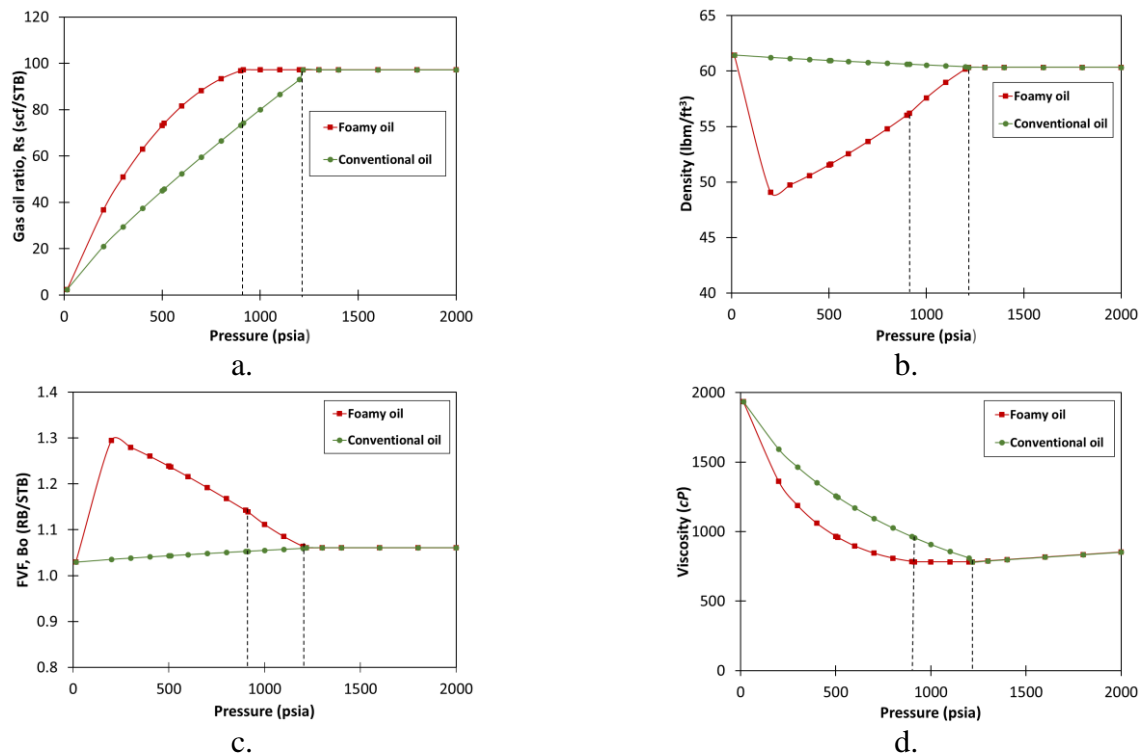 120
100
80
60
40
20
0
Gas oil ratio, Rs (scf/STB)
Foamy oil
Conventional oil
0 500 1000 1500 2000
Pressure (psia)
a.
65
60
55
50
45
40
Density (lbm/ft³)
Foamy oil
Conventional oil
0 500 1000 1500 2000
Pressure (psia)
b.
1.4
1.3
1.2
1.1
1.0
0.9
0.8
FVF, Bo (RB/STB)
Foamy oil
Conventional oil
0 500 1000 1500 2000
Pressure (psia)
c.
2000
1500
1000
500
0
Viscosity (cP)
Foamy oil
Conventional oil
0 500 1000 1500 2000
Pressure (psia)
d.